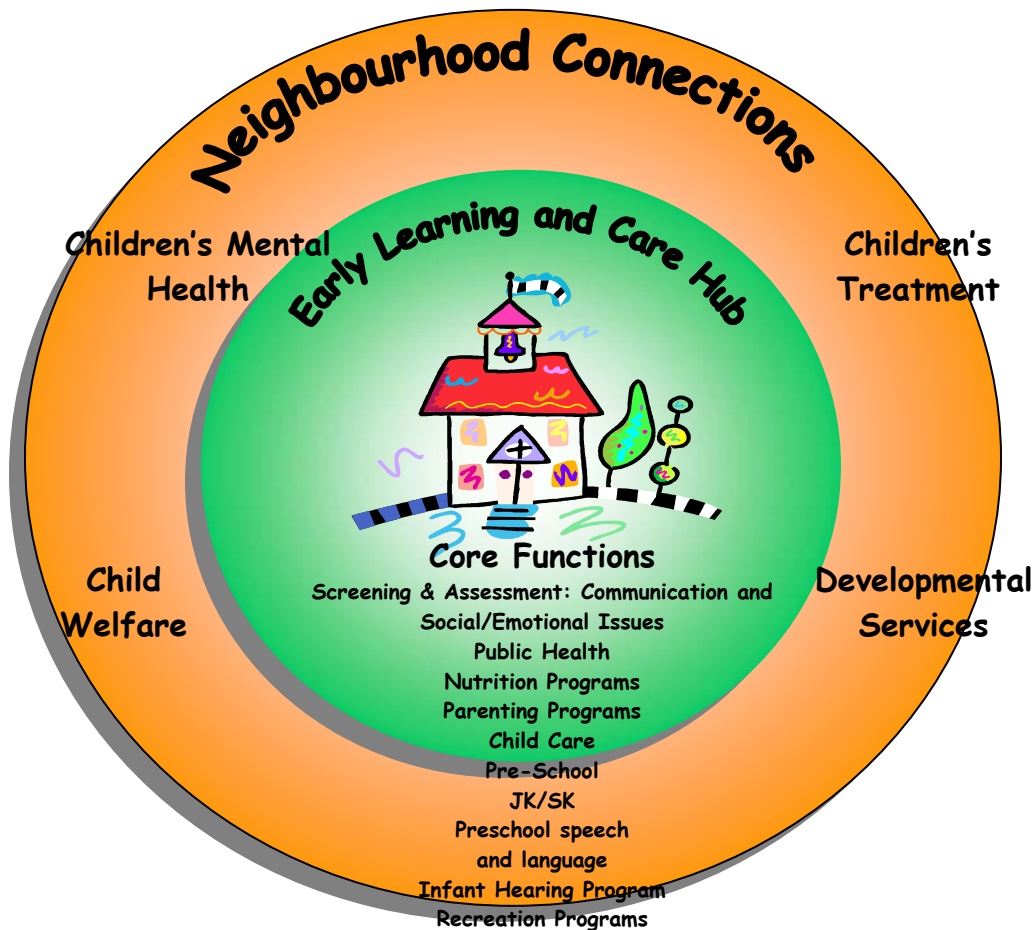 Neighbourhood Connections
Early Learning and Care Hub
Children's Mental
Health
Children's
Treatment
Child
Welfare
Developmental
Services
Core Functions
Screening & Assessment: Communication and
Social/Emotional Issues
Public Health
Nutrition Programs
Parenting Programs
Child Care
Pre-School
JK/SK
Preschool speech
and language
Infant Hearing Program
Recreation Programs